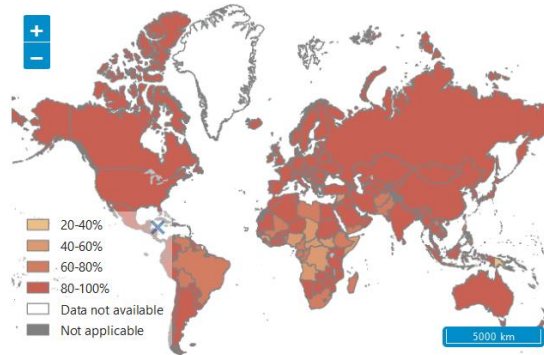 +
−
20-40%
40-60%
60-80%
80-100%
Data not available
Not applicable
5000 km